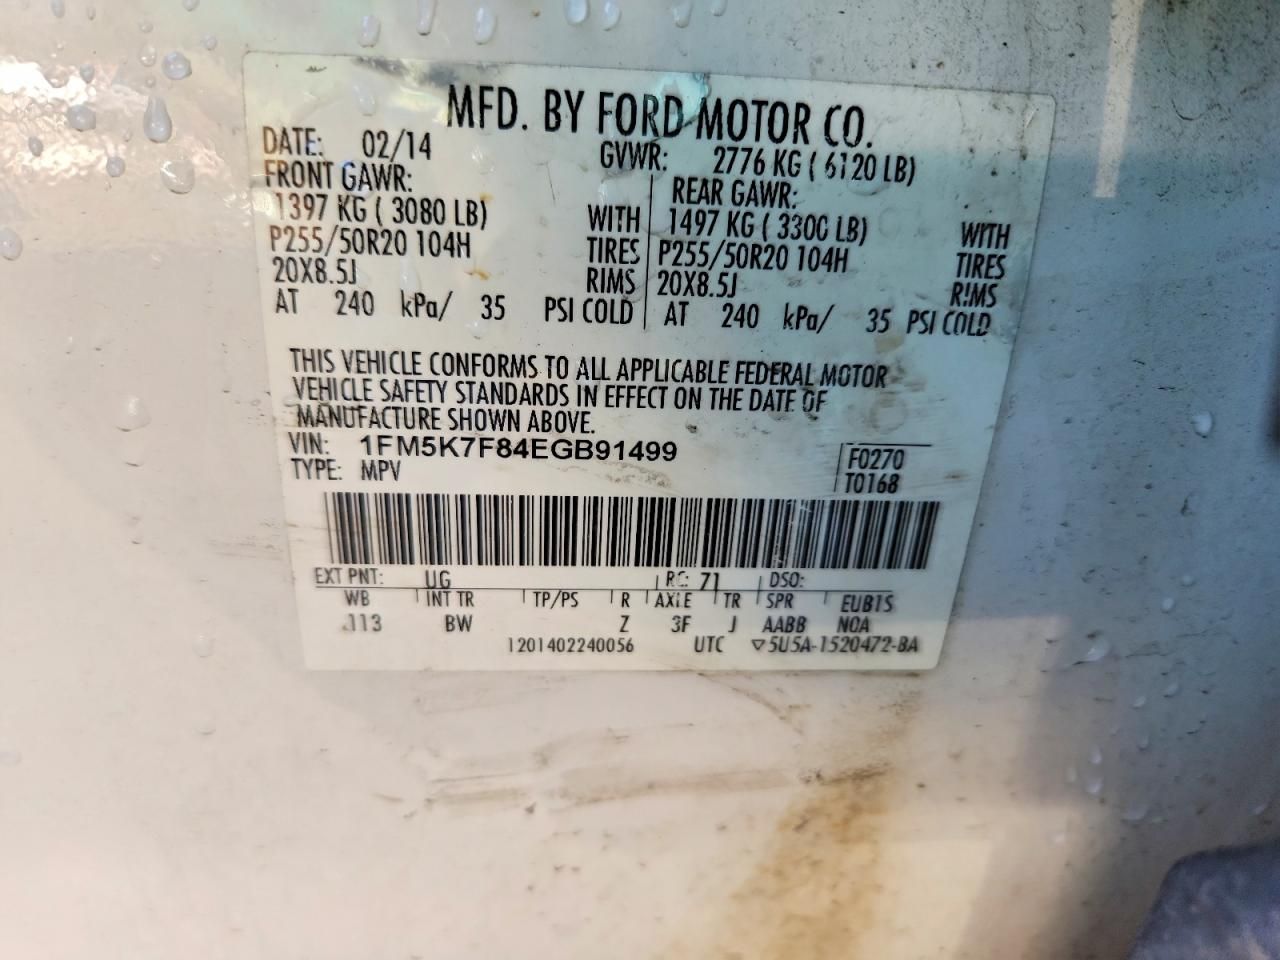 MFD. BY FORD MOTOR CO.
DATE: 02/14 GVWR: 2776 KG ( 6120 LB)
FRONT GAWR: REAR GAWR:
1397 KG ( 3080 LB) WITH 1497 KG ( 3300 LB) WITH
P255/50R20 104H TIRES P255/50R20 104H TIRES
20X8.5J RIMS 20X8.5J RIMS
AT 240 kPa/ 35 PSI COLD AT 240 kPa/ 35 PSI COLD
THIS VEHICLE CONFORMS TO ALL APPLICABLE FEDERAL MOTOR
VEHICLE SAFETY STANDARDS IN EFFECT ON THE DATE OF
MANUFACTURE SHOWN ABOVE.
VIN: 1FM5K7F84EGB91499 F0270
TYPE: MPV T0168
EXT PNT: UG RC: 71 DSO:
WB INT TR TP/PS R AXLE TR SPR EUB1S
113 BW Z 3F J AABB NOA
1201402240056 UTC ▽5U5A-1520472-BA